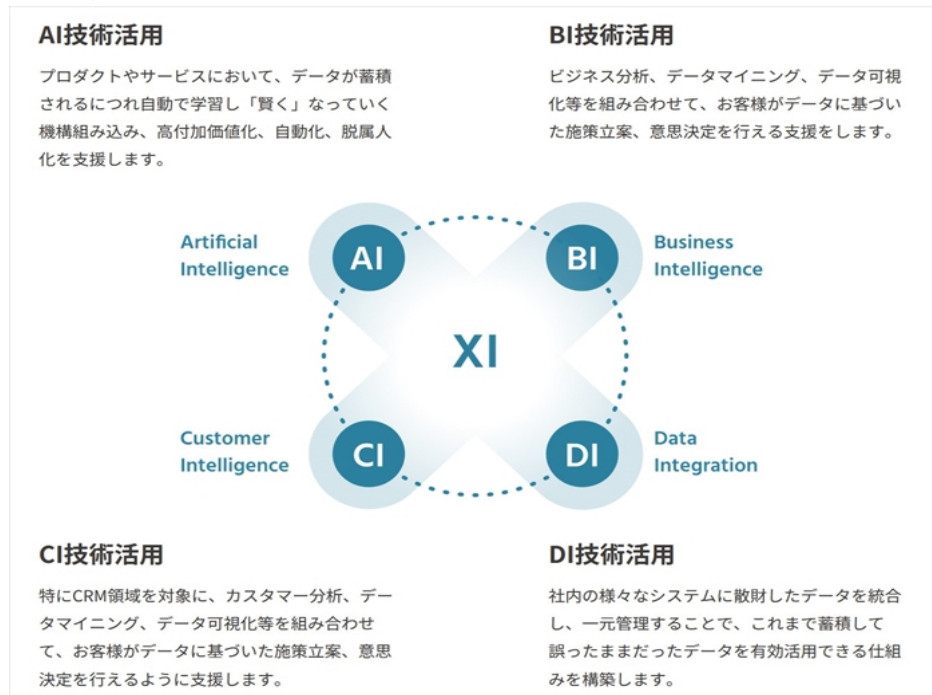 AI技術活用
プロダクトやサービスにおいて、データが蓄積
されるにつれ自動で学習し「賢く」なっていく
機構組み込み、高付加価値化、自動化、脱属人
化を支援します。
BI技術活用
ビジネス分析、データマイニング、データ可視
化等を組み合わせて、お客様がデータに基づい
た施策立案、意思決定を行える支援をします。
Artificial
Intelligence
AI
BI
Business
Intelligence
XI
Customer
Intelligence
CI
DI
Data
Integration
CI技術活用
特にCRM領域を対象に、カスタマー分析、デー
タマイニング、データ可視化等を組み合わせ
て、お客様がデータに基づいた施策立案、意思
決定を行えるように支援します。
DI技術活用
社内の様々なシステムに散財したデータを統合
し、一元管理することで、これまで蓄積して
誤ったままだったデータを有効活用できる仕組
みを構築します。